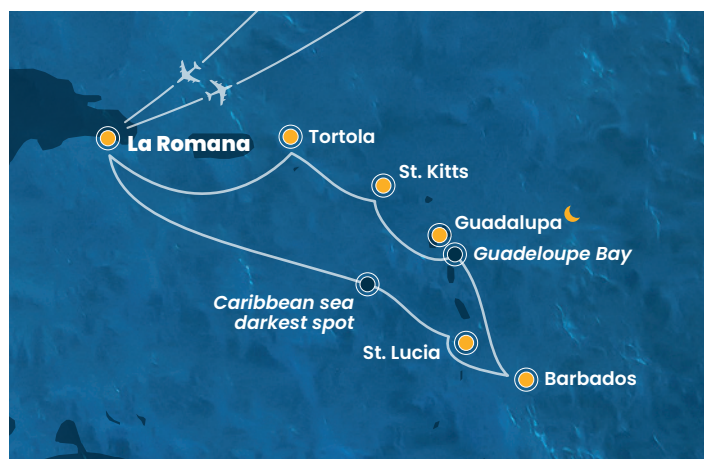 La Romana
Tortola
St. Kitts
Guadalupa
Guadeloupe Bay
Caribbean sea
darkest spot
St. Lucia
Barbados